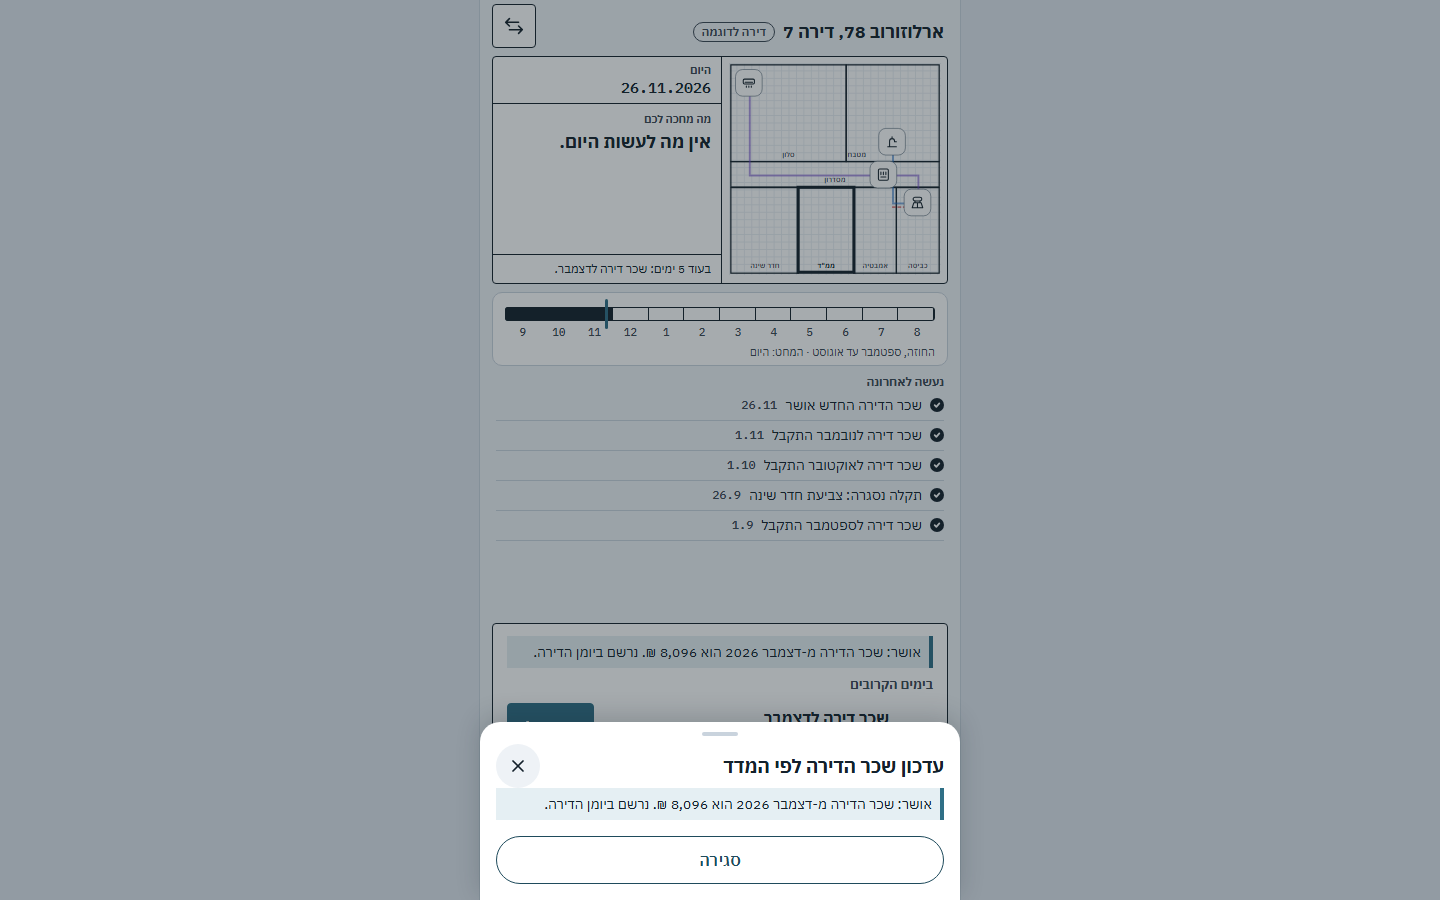 ארלוזורוב 78, דירה 7 דירה לדוגמה
סלון
מטבח
מסדרון
חדר שינה
ממ"ד
אמבטיה
כביסה
היום
26.11.2026
מה מחכה לכם
אין מה לעשות היום.
בעוד 5 ימים: שכר דירה לדצמבר.
9 10 11 12 1 2 3 4 5 6 7 8
החוזה, ספטמבר עד אוגוסט · המחט: היום
נעשה לאחרונה
שכר הדירה החדש אושר 26.11
שכר דירה לנובמבר התקבל 1.11
שכר דירה לאוקטובר התקבל 1.10
תקלה נסגרה: צביעת חדר שינה 26.9
שכר דירה לספטמבר התקבל 1.9
אושר: שכר הדירה מ-דצמבר 2026 הוא 8,096 ₪. נרשם ביומן הדירה.
בימים הקרובים
שכר דירה לדצמבר
עדכון שכר הדירה לפי המדד
אושר: שכר הדירה מ-דצמבר 2026 הוא 8,096 ₪. נרשם ביומן הדירה.
סגירה